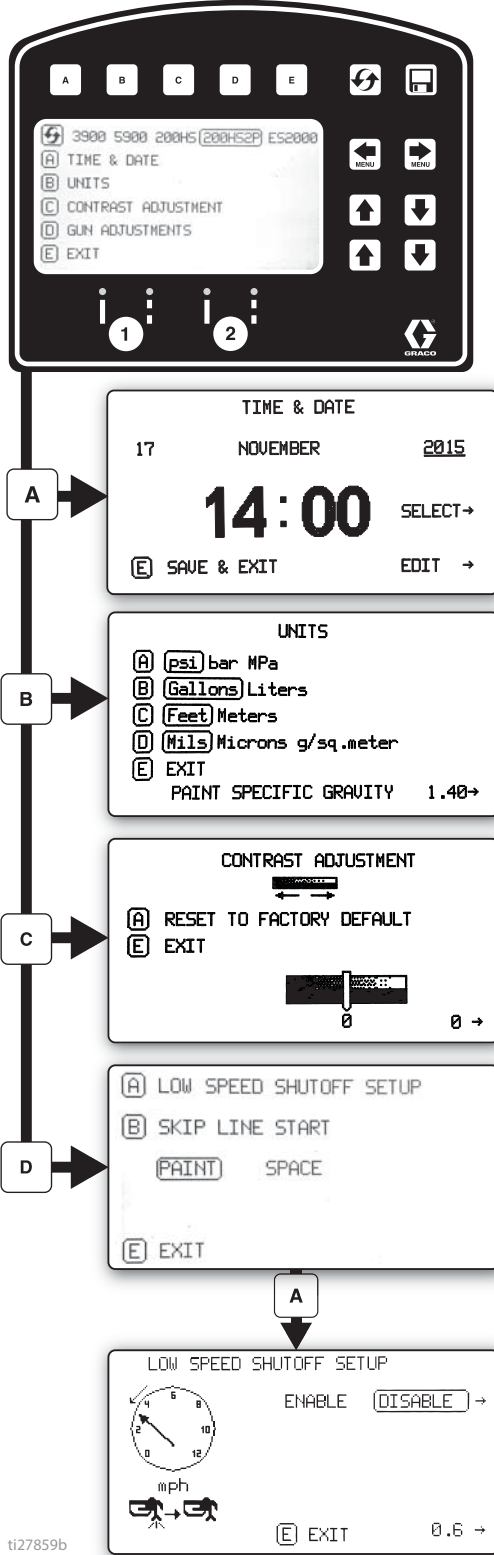 A B C D E
3900 5900 200HS 200HS2P ES2000
A TIME & DATE
B UNITS
C CONTRAST ADJUSTMENT
D GUN ADJUSTMENTS
E EXIT
MENU MENU
1 2
GRACO
A
TIME & DATE
17 NOVEMBER 2015
14:00 SELECT→
E SAVE & EXIT EDIT →
B
UNITS
A psi bar MPa
B Gallons Liters
C Feet Meters
D Mils Microns g/sq.meter
E EXIT
PAINT SPECIFIC GRAVITY 1.40→
C
CONTRAST ADJUSTMENT
A RESET TO FACTORY DEFAULT
E EXIT
0 0 →
D
A LOW SPEED SHUTOFF SETUP
B SKIP LINE START
PAINT SPACE
E EXIT
A
LOW SPEED SHUTOFF SETUP
ENABLE DISABLE →
0 2 4 6 8 10 12
mph
E EXIT 0.6 →
ti27859b